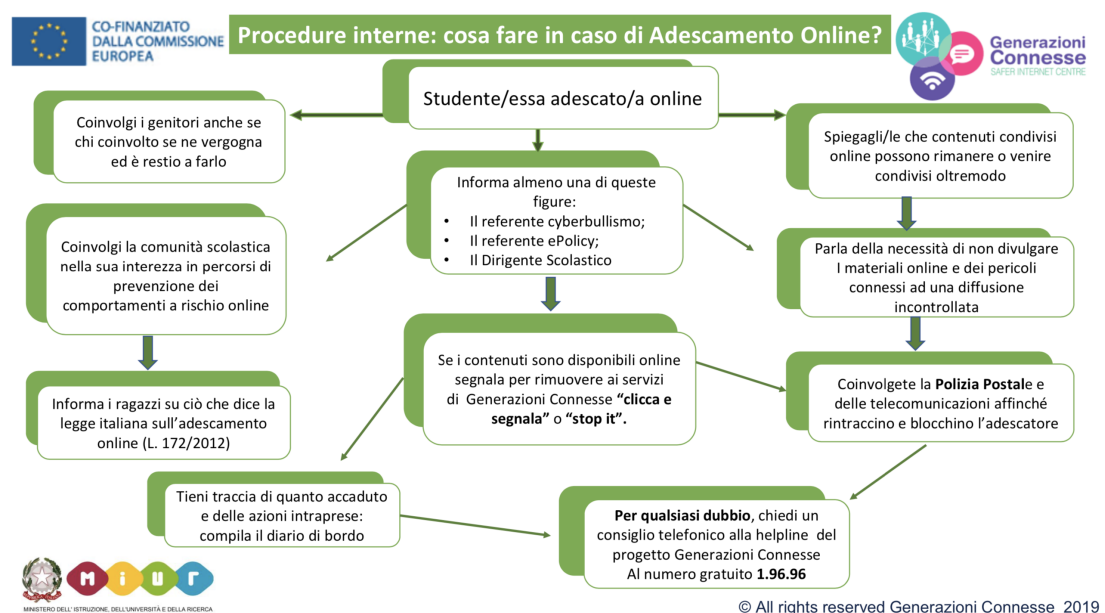 CO-FINANZIATO
DALLA COMMISSIONE
EUROPEA
Procedure interne: cosa fare in caso di Adescamento Online?
Generazioni
Connesse
SAFER INTERNET CENTRE
Studente/essa adescato/a online
Coinvolgi i genitori anche se
chi coinvolto se ne vergogna
ed è restio a farlo
Spiegagli/le che contenuti condivisi
online possono rimanere o venire
condivisi oltremodo
Informa almeno una di queste
figure:
• Il referente cyberbullismo;
• Il referente ePolicy;
• Il Dirigente Scolastico
Coinvolgi la comunità scolastica
nella sua interezza in percorsi di
prevenzione dei
comportamenti a rischio online
Parla della necessità di non divulgare
I materiali online e dei pericoli
connessi ad una diffusione
incontrollata
Se i contenuti sono disponibili online
segnala per rimuovere ai servizi
di Generazioni Connesse “clicca e
segnala” o “stop it”.
Informa i ragazzi su ciò che dice la
legge italiana sull’adescamento
online (L. 172/2012)
Coinvolgete la Polizia Postale e
delle telecomunicazioni affinché
rintraccino e blocchino l’adescatore
Tieni traccia di quanto accaduto
e delle azioni intraprese:
compila il diario di bordo
Per qualsiasi dubbio, chiedi un
consiglio telefonico alla helpline del
progetto Generazioni Connesse
Al numero gratuito 1.96.96
miur
MINISTERO DELL’ ISTRUZIONE, DELL’UNIVERSITÀ E DELLA RICERCA
© All rights reserved Generazioni Connesse 2019